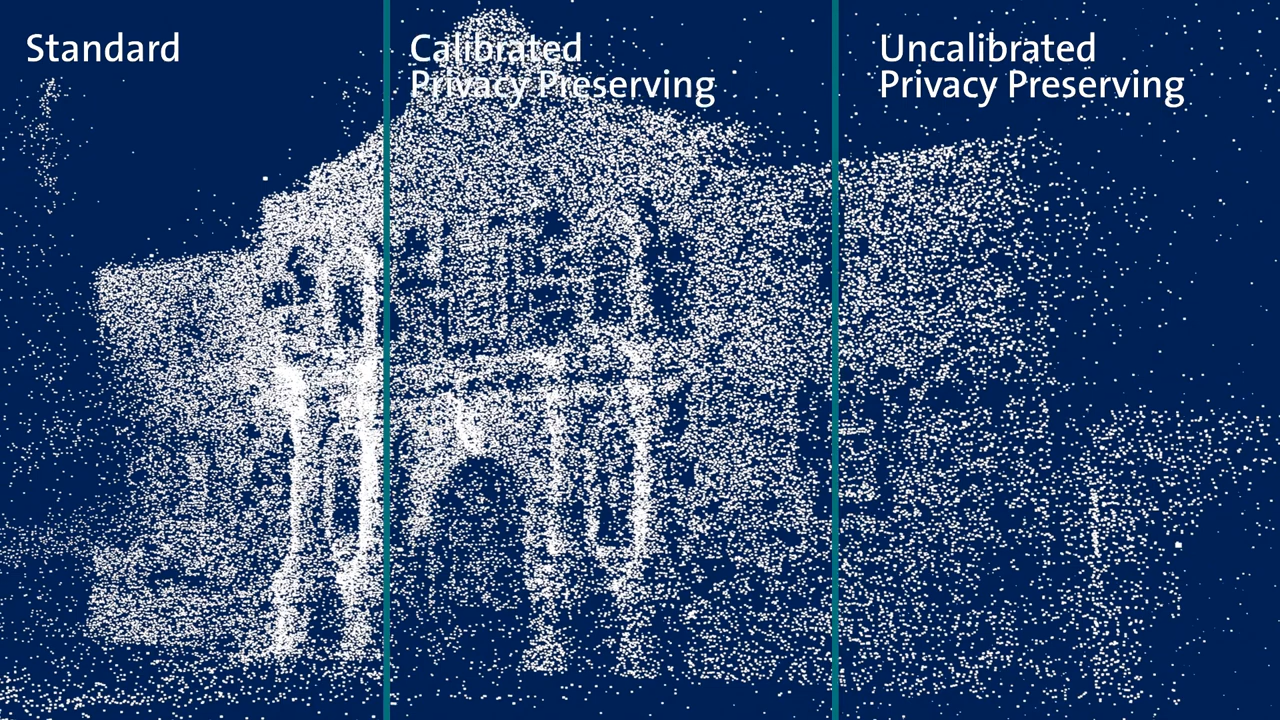 Standard
Calibrated
Privacy Preserving
Uncalibrated
Privacy Preserving